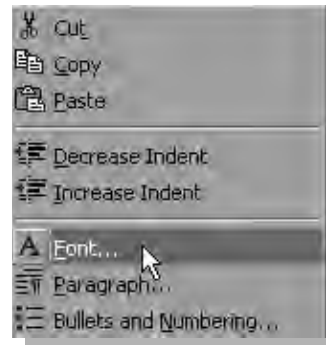 Cut
Copy
Paste
Decrease Indent
Increase Indent
Font...
Paragraph...
Bullets and Numbering...